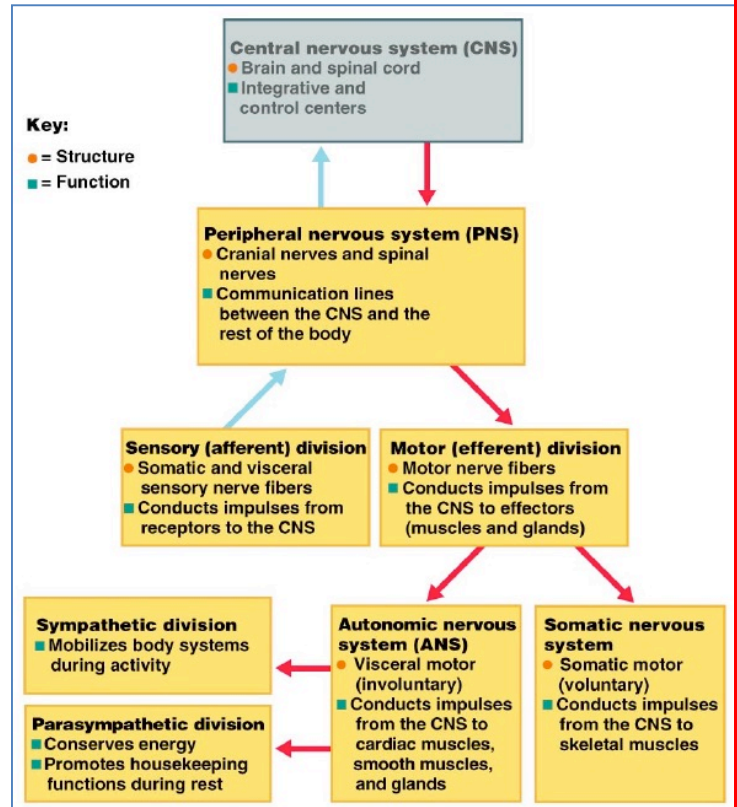 Central nervous system (CNS)
Brain and spinal cord
Integrative and
control centers
Key:
= Structure
= Function
Peripheral nervous system (PNS)
Cranial nerves and spinal
nerves
Communication lines
between the CNS and the
rest of the body
Sensory (afferent) division
Somatic and visceral
sensory nerve fibers
Conducts impulses from
receptors to the CNS
Motor (efferent) division
Motor nerve fibers
Conducts impulses from
the CNS to effectors
(muscles and glands)
Sympathetic division
Mobilizes body systems
during activity
Parasympathetic division
Conserves energy
Promotes housekeeping
functions during rest
Autonomic nervous
system (ANS)
Visceral motor
(involuntary)
Conducts impulses
from the CNS to
cardiac muscles,
smooth muscles,
and glands
Somatic nervous
system
Somatic motor
(voluntary)
Conducts impulses
from the CNS to
skeletal muscles